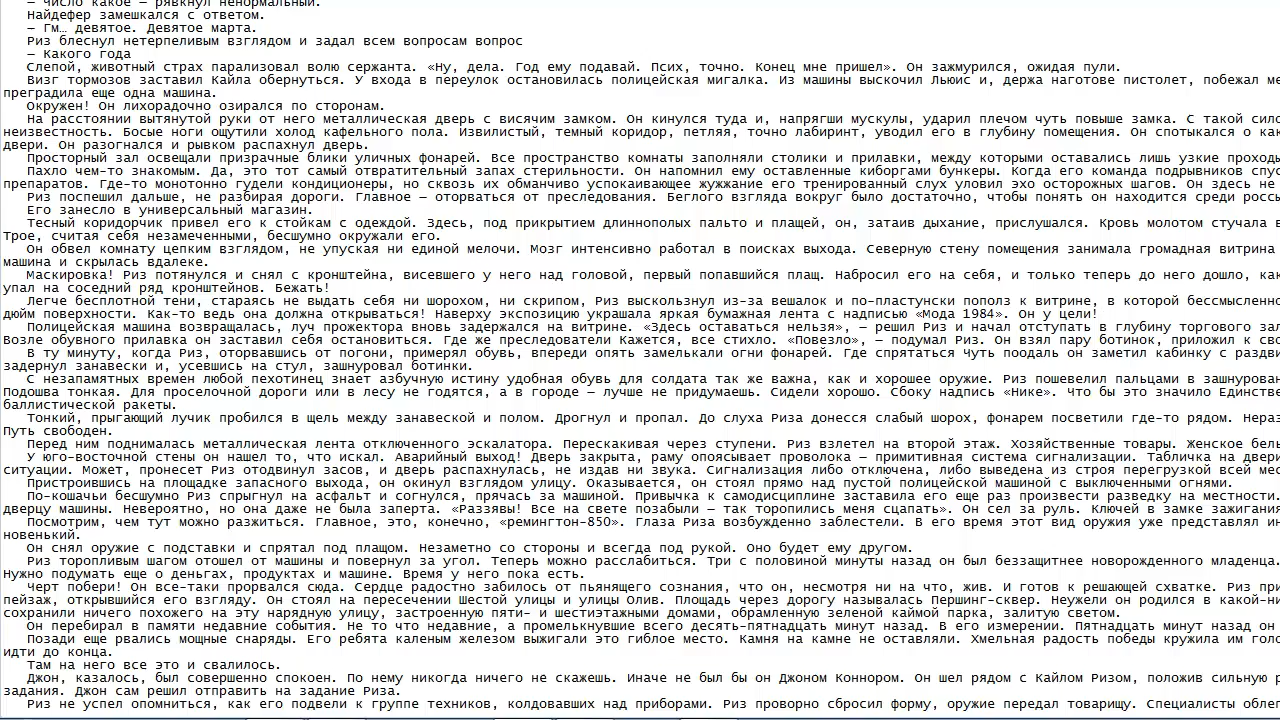 – Число какое – рявкнул ненормальный.
Найдефер замешкался с ответом.
– Гм… девятое. Девятое марта.
Риз блеснул нетерпеливым взглядом и задал всем вопросам вопрос
– Какого года
Слепой, животный страх парализовал волю сержанта. «Ну, дела. Год ему подавай. Псих, точно. Конец мне пришел». Он зажмурился, ожидая пули.
Визг тормозов заставил Кайла обернуться. У входа в переулок остановилась полицейская мигалка. Из машины выскочил Льюис и, держа наготове пистолет, побежал
преградила еще одна машина.
Окружен! Он лихорадочно озирался по сторонам.
На расстоянии вытянутой руки от него металлическая дверь с висячим замком. Он кинулся туда и, напрягши мускулы, ударил плечом чуть повыше замка. С такой
неизвестность. Босые ноги ощутили холод кафельного пола. Извилистый, темный коридор, петляя, точно лабиринт, уводил его в глубину помещения. Он спотыкался о
двери. Он разогнался и рывком распахнул дверь.
Просторный зал освещали призрачные блики уличных фонарей. Все пространство комнаты заполняли столики и прилавки, между которыми оставались лишь узкие
Пахло чем-то знакомым. Да, это тот самый отвратительный запах стерильности. Он напомнил ему оставленные киборгами бункеры. Когда его команда подрывников
препаратов. Где-то монотонно гудели кондиционеры, но сквозь их обманчиво успокаивающее жужжание его тренированный слух уловил эхо осторожных шагов. Он здесь не
Риз поспешил дальше, не разбирая дороги. Главное – оторваться от преследования. Беглого взгляда вокруг было достаточно, чтобы понять он находится среди
Его занесло в универсальный магазин.
Тесный коридорчик привел его к стойкам с одеждой. Здесь, под прикрытием длиннополых пальто и плащей, он, затаив дыхание, прислушался. Кровь молотом стучала в
Трое, считая себя незамеченными, бесшумно окружали его.
Он обвел комнату цепким взглядом, не упуская ни единой мелочи. Мозг интенсивно работал в поисках выхода. Северную стену помещения занимала громадная витрина
машина и скрылась вдалеке.
Маскировка! Риз потянулся и снял с кронштейна, висевшего у него над головой, первый попавшийся плащ. Набросил его на себя, и только теперь до него дошло, как
упал на соседний ряд кронштейнов. Бежать!
Легче бесплотной тени, стараясь не выдать себя ни шорохом, ни скрипом, Риз выскользнул из-за вешалок и по-пластунски пополз к витрине, в которой
дюйм поверхности. Как-то ведь она должна открываться! Наверху экспозицию украшала яркая бумажная лента с надписью «Мода 1984». Он у цели!
Полицейская машина возвращалась, луч прожектора вновь задержался на витрине. «Здесь оставаться нельзя», – решил Риз и начал отступать в глубину торгового
Возле обувного прилавка он заставил себя остановиться. Где же преследователи Кажется, все стихло. «Повезло», – подумал Риз. Он взял пару ботинок, приложил к
В ту минуту, когда Риз, оторвавшись от погони, примерял обувь, впереди опять замелькали огни фонарей. Где спрятаться Чуть поодаль он заметил кабинку с
задернул занавески и, усевшись на стул, зашнуровал ботинки.
С незапамятных времен любой пехотинец знает азбучную истину удобная обувь для солдата так же важна, как и хорошее оружие. Риз пошевелил пальцами в
Подошва тонкая. Для проселочной дороги или в лесу не годятся, а в городе – лучше не придумаешь. Сидели хорошо. Сбоку надпись «Нике». Что бы это значило
баллистической ракеты.
Тонкий, прыгающий лучик пробился в щель между занавеской и полом. Дрогнул и пропал. До слуха Риза донесся слабый шорох, фонарем посветили где-то рядом.
Путь свободен.
Перед ним поднималась металлическая лента отключенного эскалатора. Перескакивая через ступени. Риз взлетел на второй этаж. Хозяйственные товары. Женское
У юго-восточной стены он нашел то, что искал. Аварийный выход! Дверь закрыта, раму опоясывает проволока – примитивная система сигнализации. Табличка на
ситуации. Может, пронесет Риз отодвинул засов, и дверь распахнулась, не издав ни звука. Сигнализация либо отключена, либо выведена из строя перегрузкой всей
Пристроившись на площадке запасного выхода, он окинул взглядом улицу. Оказывается, он стоял прямо над пустой полицейской машиной с выключенными огнями.
По-кошачьи бесшумно Риз спрыгнул на асфальт и согнулся, прячась за машиной. Привычка к самодисциплине заставила его еще раз произвести разведку на местности.
дверцу машины. Невероятно, но она даже не была заперта. «Раззявы! Все на свете позабыли – так торопились меня сцапать». Он сел за руль. Ключей в замке
Посмотрим, чем тут можно разжиться. Главное, это, конечно, «ремингтон-850». Глаза Риза возбужденно заблестели. В его время этот вид оружия уже представлял
новенький.
Он снял оружие с подставки и спрятал под плащом. Незаметно со стороны и всегда под рукой. Оно будет ему другом.
Риз торопливым шагом отошел от машины и повернул за угол. Теперь можно расслабиться. Три с половиной минуты назад он был беззащитнее новорожденного младенца.
Нужно подумать еще о деньгах, продуктах и машине. Время у него пока есть.
Черт побери! Он все-таки прорвался сюда. Сердце радостно забилось от пьянящего сознания, что он, несмотря ни на что, жив. И готов к решающей схватке. Риз
пейзаж, открывшийся его взгляду. Он стоял на пересечении Шестой улицы и улицы Олив. Площадь через дорогу называлась Першинг-сквер. Неужели он родился в
сохранили ничего похожего на эту нарядную улицу, застроенную пяти– и шестиэтажными домами, обрамленную зеленой каймой парка, залитую светом.
Он перебирал в памяти недавние события. Не то что недавние, а промелькнувшие всего десять-пятнадцать минут назад. В его измерении. Пятнадцать минут назад он
Позади еще рвались мощные снаряды. Его ребята каленым железом выжигали это гиблое место. Камня на камне не оставляли. Хмельная радость победы кружила им
идти до конца.
Там на него все это и свалилось.
Джон, казалось, был совершенно спокоен. По нему никогда ничего не скажешь. Иначе не был бы он Джоном Коннором. Он шел рядом с Кайлом Ризом, положив сильную
задания. Джон сам решил отправить на задание Риза.
Риз не успел опомниться, как его подвели к группе техников, колдовавших над приборами. Риз проворно сбросил форму, оружие передал товарищу. Специалисты